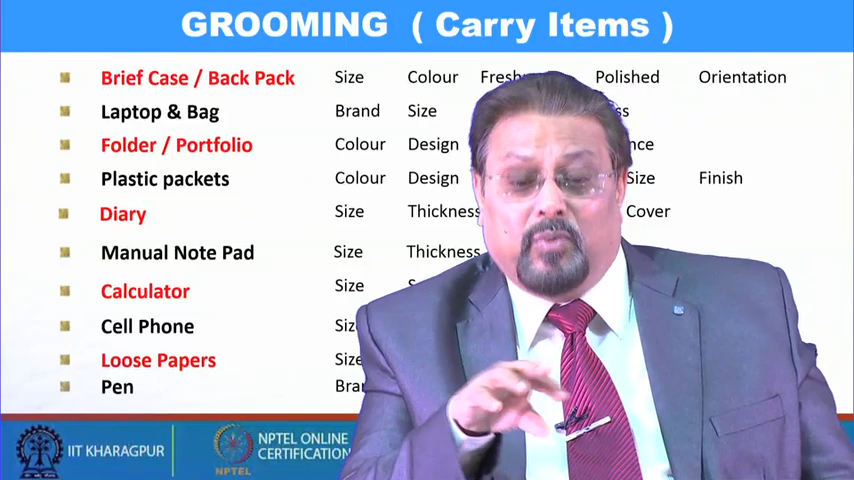 GROOMING ( Carry Items )
Brief Case / Back Pack Size Colour Polished Orientation
Laptop & Bag Brand Size
Folder / Portfolio Colour Design
Plastic packets Colour Design Size Finish
Diary Size Thickness Cover
Manual Note Pad Size Thickness
Calculator Size
Cell Phone
Loose Papers
Pen
IIT KHARAGPUR
NPTEL
NPTEL ONLINE
CERTIFICATION